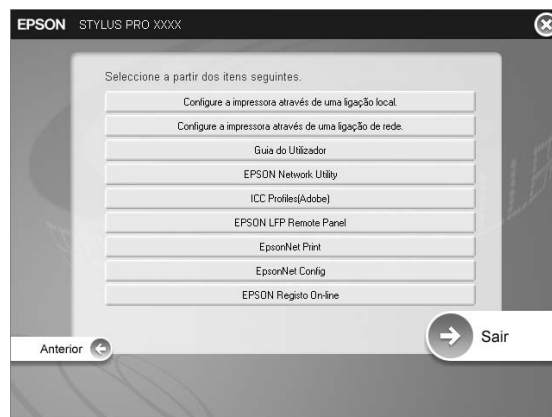 EPSON STYLUS PRO XXXX
Seleccione a partir dos itens seguintes.
Configure a impressora através de uma ligação local.
Configure a impressora através de uma ligação de rede.
Guia do Utilizador
EPSON Network Utility
ICC Profiles(Adobe)
EPSON LFP Remote Panel
EpsonNet Print
EpsonNet Config
EPSON Registo On-line
Sair
Anterior